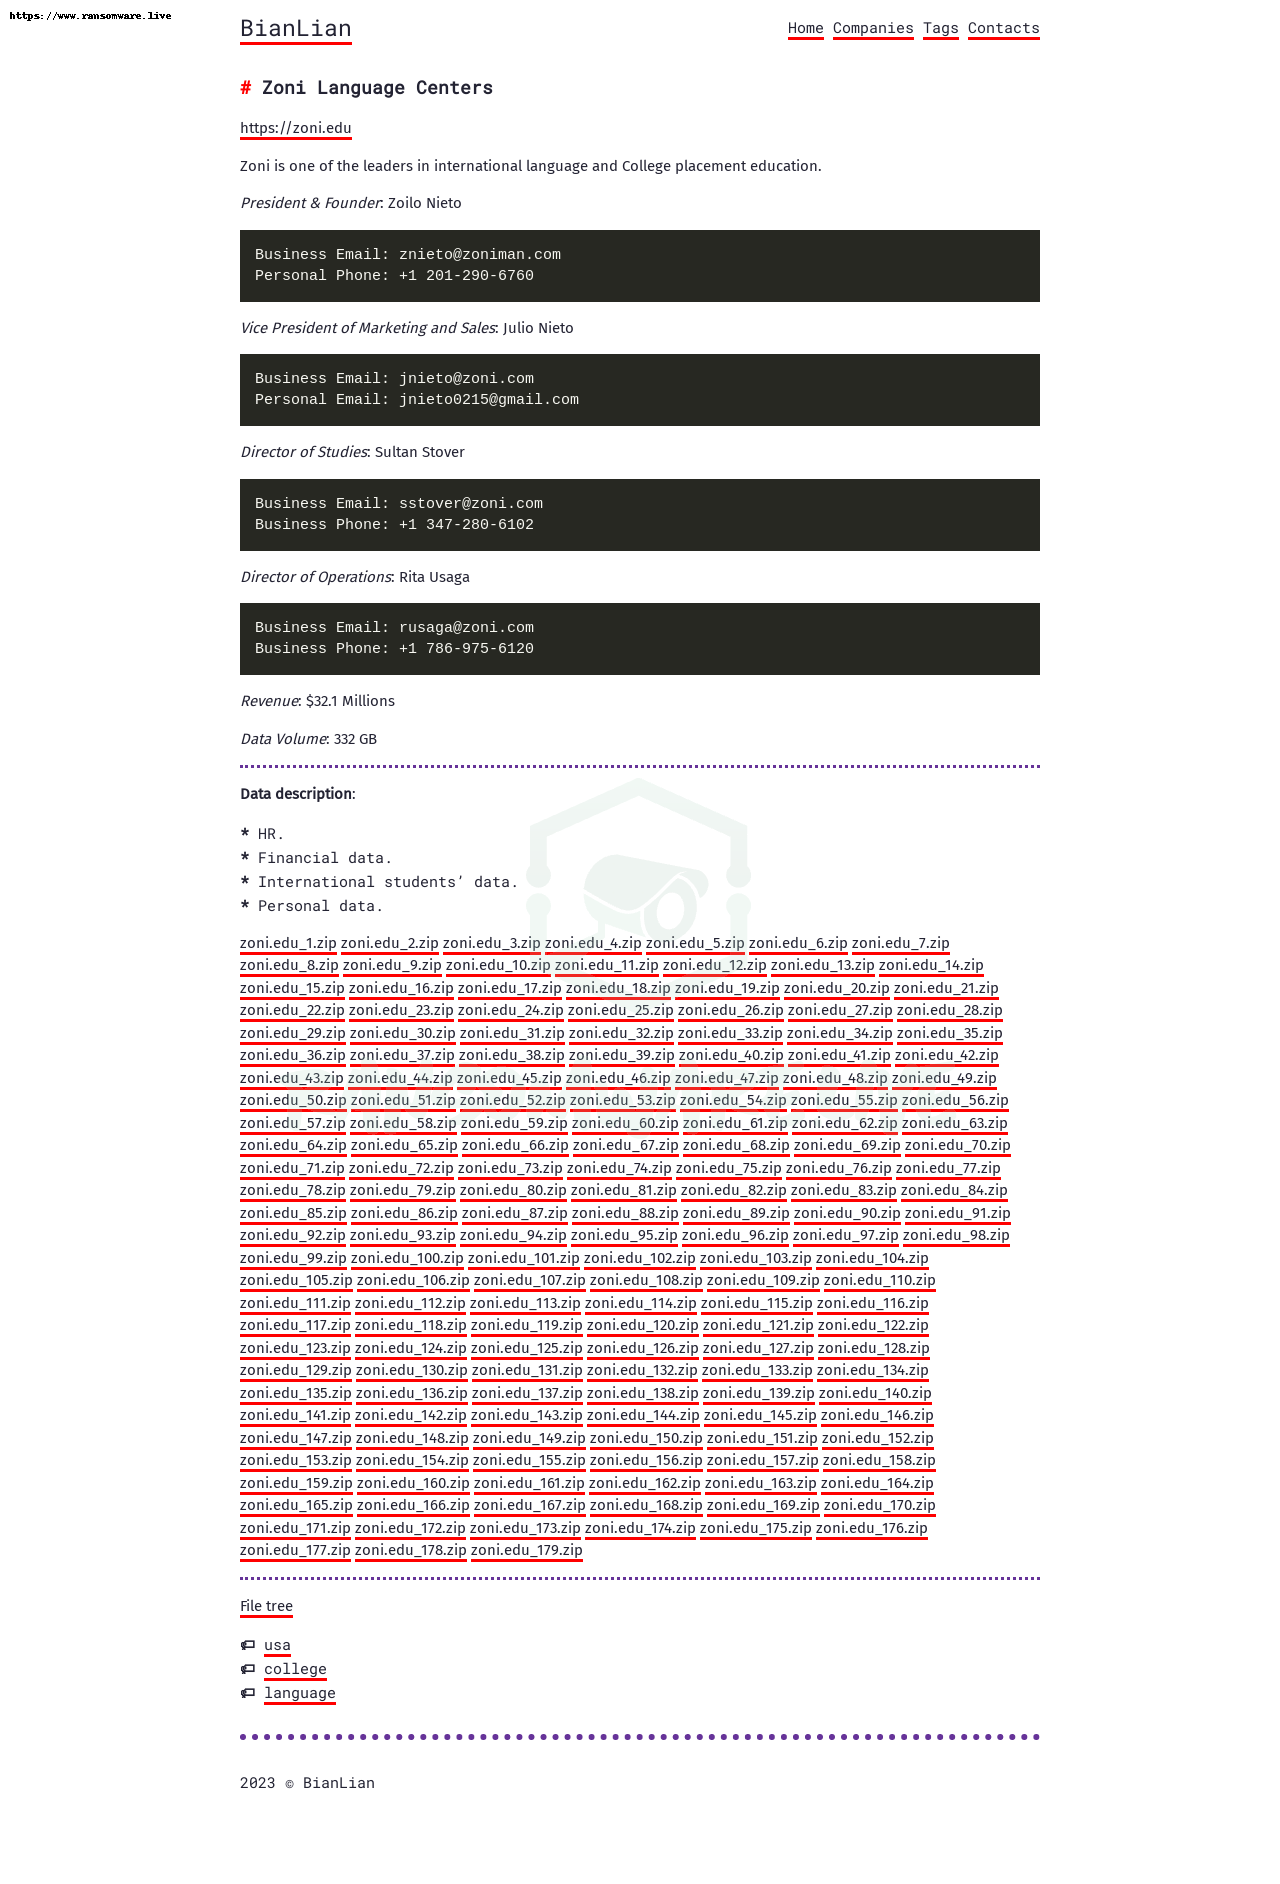 https://www.ransomware.live
BianLian
Home Companies Tags Contacts
# Zoni Language Centers
https://zoni.edu
Zoni is one of the leaders in international language and College placement education.
President & Founder: Zoilo Nieto
Business Email: znieto@zoniman.com
Personal Phone: +1 201-290-6760
Vice President of Marketing and Sales: Julio Nieto
Business Email: jnieto@zoni.com
Personal Email: jnieto0215@gmail.com
Director of Studies: Sultan Stover
Business Email: sstover@zoni.com
Business Phone: +1 347-280-6102
Director of Operations: Rita Usaga
Business Email: rusaga@zoni.com
Business Phone: +1 786-975-6120
Revenue: $32.1 Millions
Data Volume: 332 GB
Data description:
* HR.
* Financial data.
* International students’ data.
* Personal data.
zoni.edu_1.zip zoni.edu_2.zip zoni.edu_3.zip zoni.edu_4.zip zoni.edu_5.zip zoni.edu_6.zip zoni.edu_7.zip
zoni.edu_8.zip zoni.edu_9.zip zoni.edu_10.zip zoni.edu_11.zip zoni.edu_12.zip zoni.edu_13.zip zoni.edu_14.zip
zoni.edu_15.zip zoni.edu_16.zip zoni.edu_17.zip zoni.edu_18.zip zoni.edu_19.zip zoni.edu_20.zip zoni.edu_21.zip
zoni.edu_22.zip zoni.edu_23.zip zoni.edu_24.zip zoni.edu_25.zip zoni.edu_26.zip zoni.edu_27.zip zoni.edu_28.zip
zoni.edu_29.zip zoni.edu_30.zip zoni.edu_31.zip zoni.edu_32.zip zoni.edu_33.zip zoni.edu_34.zip zoni.edu_35.zip
zoni.edu_36.zip zoni.edu_37.zip zoni.edu_38.zip zoni.edu_39.zip zoni.edu_40.zip zoni.edu_41.zip zoni.edu_42.zip
zoni.edu_43.zip zoni.edu_44.zip zoni.edu_45.zip zoni.edu_46.zip zoni.edu_47.zip zoni.edu_48.zip zoni.edu_49.zip
zoni.edu_50.zip zoni.edu_51.zip zoni.edu_52.zip zoni.edu_53.zip zoni.edu_54.zip zoni.edu_55.zip zoni.edu_56.zip
zoni.edu_57.zip zoni.edu_58.zip zoni.edu_59.zip zoni.edu_60.zip zoni.edu_61.zip zoni.edu_62.zip zoni.edu_63.zip
zoni.edu_64.zip zoni.edu_65.zip zoni.edu_66.zip zoni.edu_67.zip zoni.edu_68.zip zoni.edu_69.zip zoni.edu_70.zip
zoni.edu_71.zip zoni.edu_72.zip zoni.edu_73.zip zoni.edu_74.zip zoni.edu_75.zip zoni.edu_76.zip zoni.edu_77.zip
zoni.edu_78.zip zoni.edu_79.zip zoni.edu_80.zip zoni.edu_81.zip zoni.edu_82.zip zoni.edu_83.zip zoni.edu_84.zip
zoni.edu_85.zip zoni.edu_86.zip zoni.edu_87.zip zoni.edu_88.zip zoni.edu_89.zip zoni.edu_90.zip zoni.edu_91.zip
zoni.edu_92.zip zoni.edu_93.zip zoni.edu_94.zip zoni.edu_95.zip zoni.edu_96.zip zoni.edu_97.zip zoni.edu_98.zip
zoni.edu_99.zip zoni.edu_100.zip zoni.edu_101.zip zoni.edu_102.zip zoni.edu_103.zip zoni.edu_104.zip
zoni.edu_105.zip zoni.edu_106.zip zoni.edu_107.zip zoni.edu_108.zip zoni.edu_109.zip zoni.edu_110.zip
zoni.edu_111.zip zoni.edu_112.zip zoni.edu_113.zip zoni.edu_114.zip zoni.edu_115.zip zoni.edu_116.zip
zoni.edu_117.zip zoni.edu_118.zip zoni.edu_119.zip zoni.edu_120.zip zoni.edu_121.zip zoni.edu_122.zip
zoni.edu_123.zip zoni.edu_124.zip zoni.edu_125.zip zoni.edu_126.zip zoni.edu_127.zip zoni.edu_128.zip
zoni.edu_129.zip zoni.edu_130.zip zoni.edu_131.zip zoni.edu_132.zip zoni.edu_133.zip zoni.edu_134.zip
zoni.edu_135.zip zoni.edu_136.zip zoni.edu_137.zip zoni.edu_138.zip zoni.edu_139.zip zoni.edu_140.zip
zoni.edu_141.zip zoni.edu_142.zip zoni.edu_143.zip zoni.edu_144.zip zoni.edu_145.zip zoni.edu_146.zip
zoni.edu_147.zip zoni.edu_148.zip zoni.edu_149.zip zoni.edu_150.zip zoni.edu_151.zip zoni.edu_152.zip
zoni.edu_153.zip zoni.edu_154.zip zoni.edu_155.zip zoni.edu_156.zip zoni.edu_157.zip zoni.edu_158.zip
zoni.edu_159.zip zoni.edu_160.zip zoni.edu_161.zip zoni.edu_162.zip zoni.edu_163.zip zoni.edu_164.zip
zoni.edu_165.zip zoni.edu_166.zip zoni.edu_167.zip zoni.edu_168.zip zoni.edu_169.zip zoni.edu_170.zip
zoni.edu_171.zip zoni.edu_172.zip zoni.edu_173.zip zoni.edu_174.zip zoni.edu_175.zip zoni.edu_176.zip
zoni.edu_177.zip zoni.edu_178.zip zoni.edu_179.zip
File tree
usa
college
language
2023 © BianLian